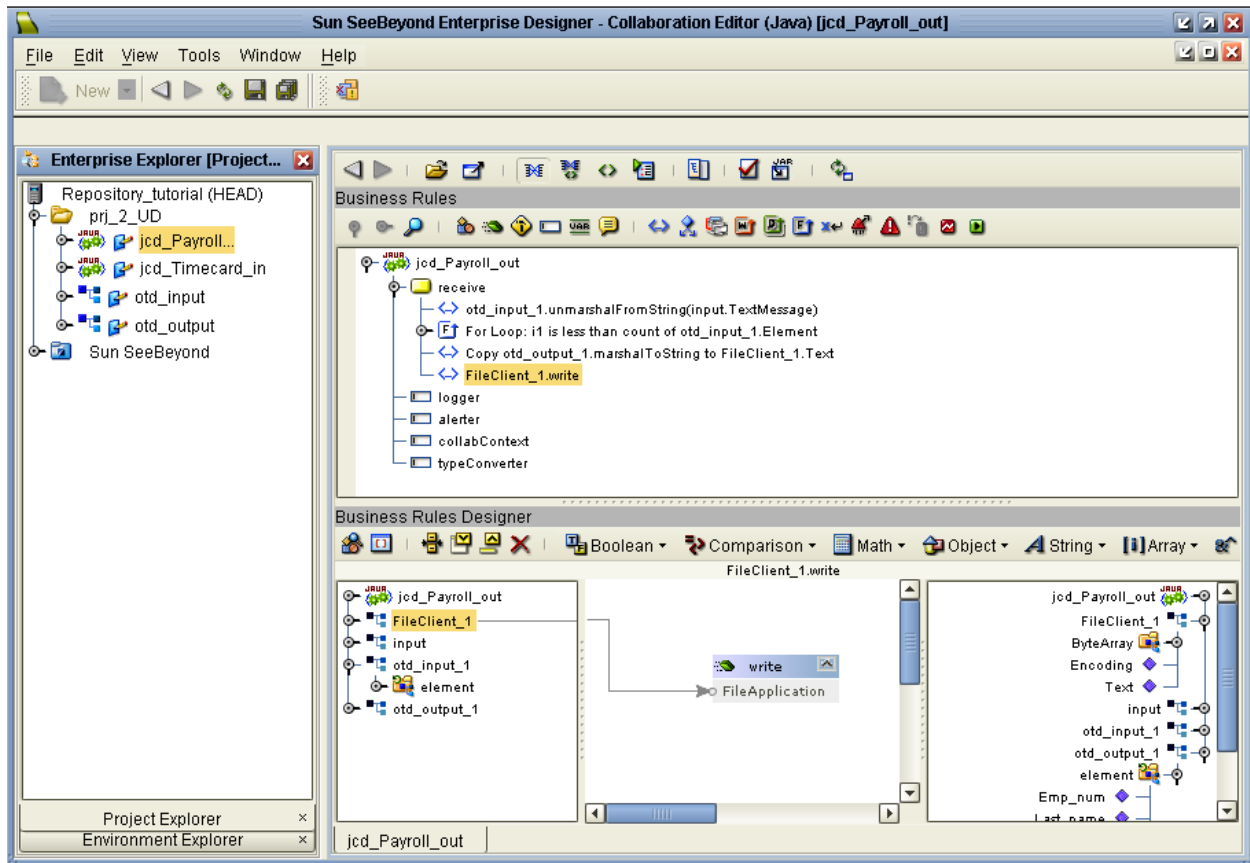 Sun SeeBeyond Enterprise Designer - Collaboration Editor (Java) [jcd_Payroll_out]
File Edit View Tools Window Help
New
Enterprise Explorer [Project...
Repository_tutorial (HEAD)
prj_2_UD
jcd_Payroll...
jcd_Timecard_in
otd_input
otd_output
Sun SeeBeyond
Project Explorer
Environment Explorer
Business Rules
jcd_Payroll_out
receive
otd_input_1.unmarshalFromString(input.TextMessage)
For Loop: i1 is less than count of otd_input_1.Element
Copy otd_output_1.marshalToString to FileClient_1.Text
FileClient_1.write
logger
alerter
collabContext
typeConverter
Business Rules Designer
Boolean Comparison Math Object String Array
FileClient_1.write
jcd_Payroll_out
FileClient_1
input
otd_input_1
element
otd_output_1
write
FileApplication
jcd_Payroll_out
FileClient_1
ByteArray
Encoding
Text
input
otd_input_1
otd_output_1
element
Emp_num
Last_name
jcd_Payroll_out